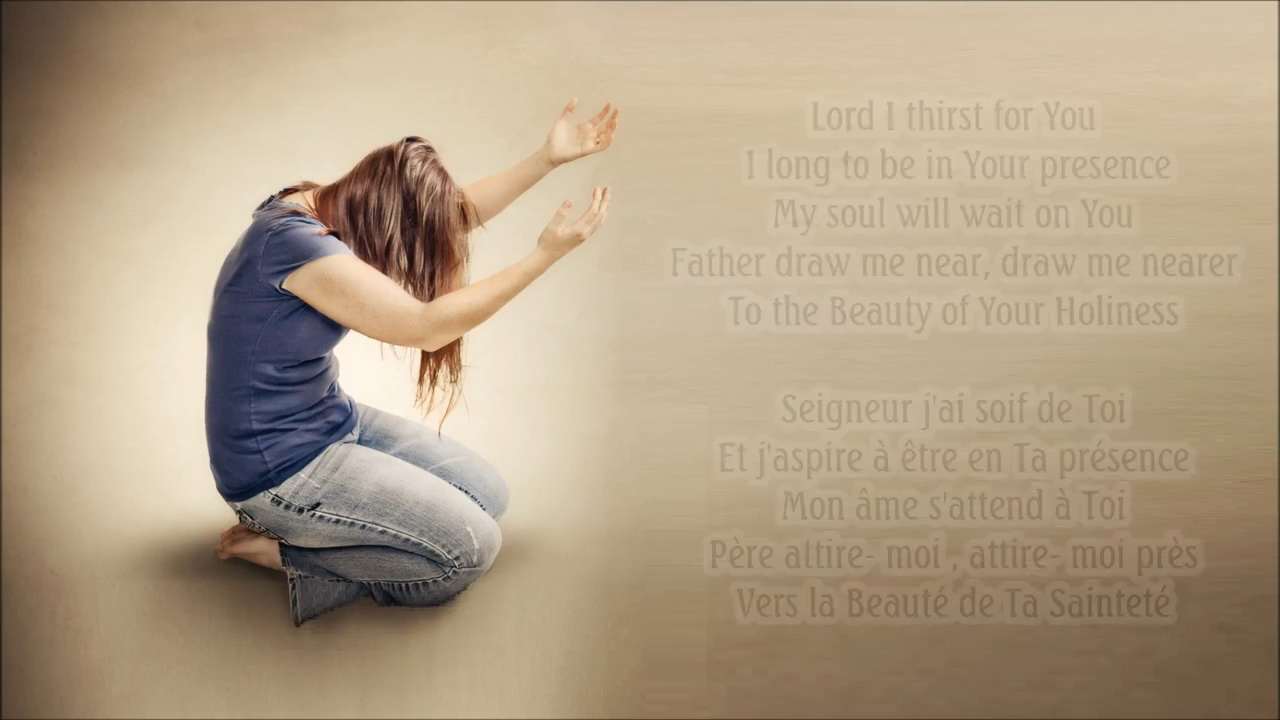 Lord I thirst for You
I long to be in Your presence
My soul will wait on You
Father draw me near, draw me nearer
To the Beauty of Your Holiness
Seigneur j'ai soif de Toi
Et j'aspire à être en Ta présence
Mon âme s'attend à Toi
Père attire- moi , attire- moi près
Vers la Beauté de Ta Sainteté